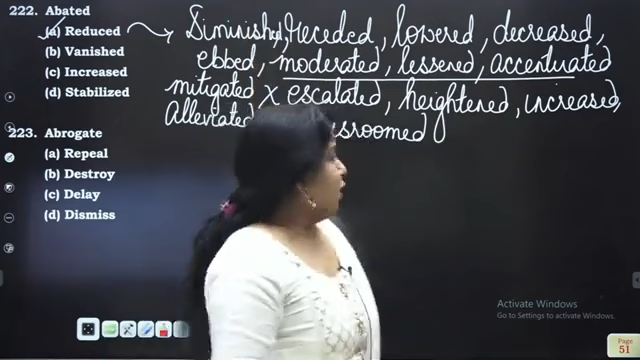 222. Abated
(a) Reduced
(b) Vanished
(c) Increased
(d) Stabilized
Diminished, receded, lowered, decreased,
ebbed, moderated, lessened, accentuated
mitigated × escalated, heightened, increased,
Alleviated
223. Abrogate
(a) Repeal
(b) Destroy
(c) Delay
(d) Dismiss
Activate Windows
Go to Settings to activate Windows.
Page
51